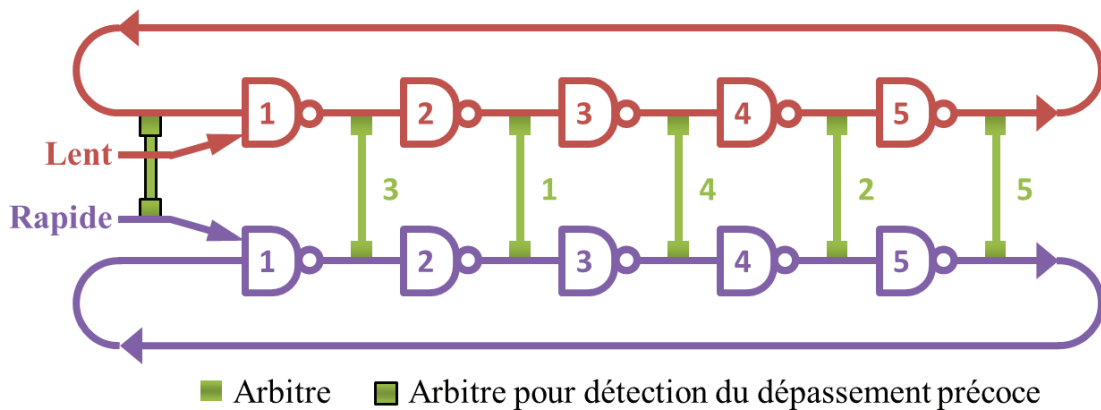 1 2 3 4 5
Lent
3 1 4 2 5
Rapide
1 2 3 4 5
Arbitre Arbitre pour détection du dépassement précoce